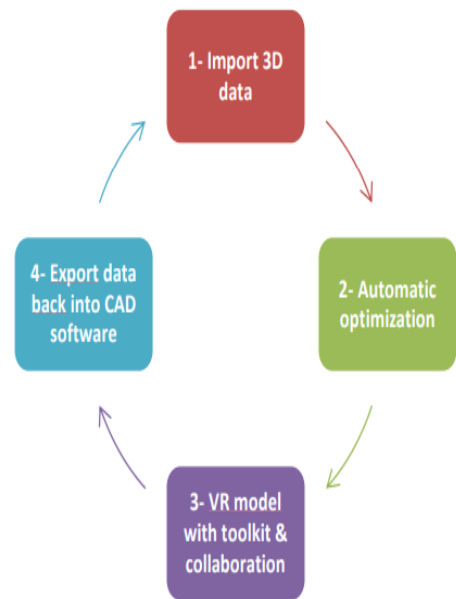 1- Import 3D
data
2- Automatic
optimization
3- VR model
with toolkit &
collaboration
4- Export data
back into CAD
software